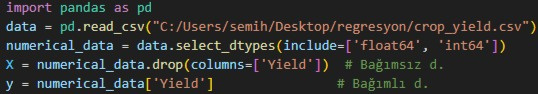 import pandas as pd
data = pd.read_csv("C:/Users/semih/Desktop/regresyon/crop_yield.csv")
numerical_data = data.select_dtypes(include=['float64', 'int64'])
X = numerical_data.drop(columns=['Yield'])  # Bağımsız d.
y = numerical_data['Yield']                # Bağımlı d.